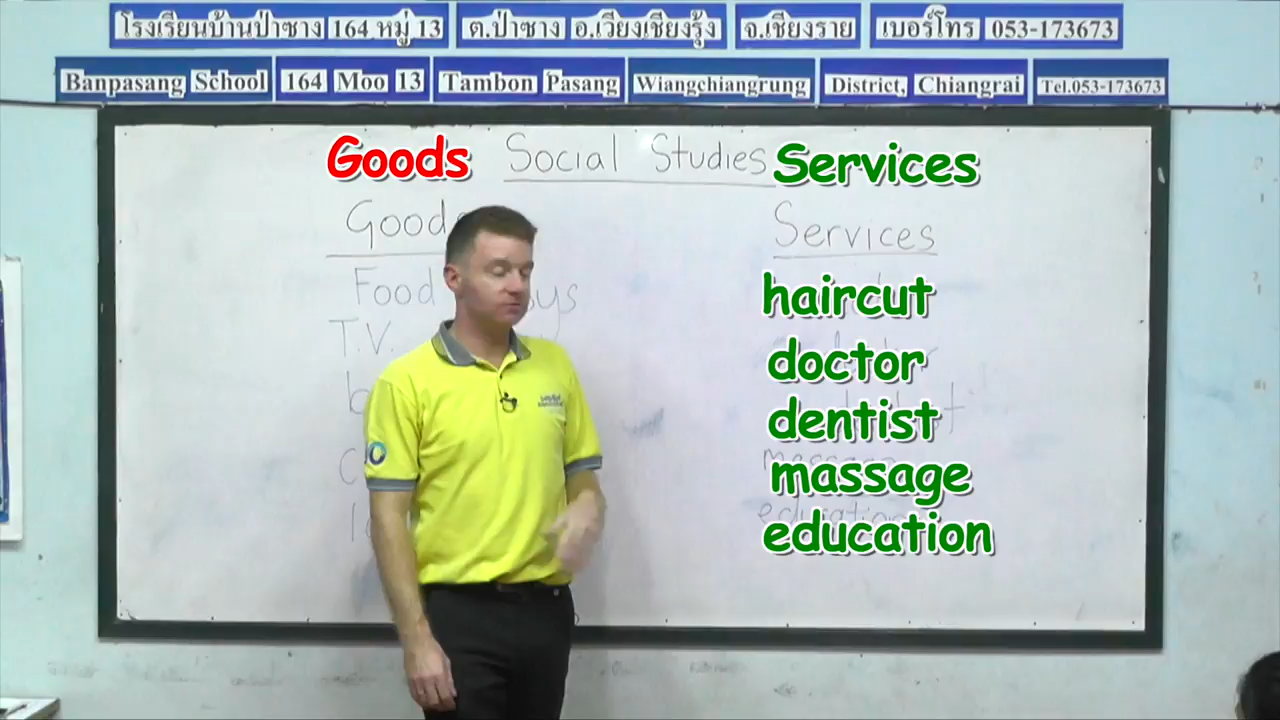 โรงเรียนบ้านป่าซาง 164 หมู่ 13 ต.ป่าซาง อ.เวียงเชียงรุ้ง จ.เชียงราย เบอร์โทร 053-173673
Banpasang School 164 Moo 13 Tambon Pasang Wiangchiangrung District, Chiangrai Tel.053-173673
Goods Social Studies Services
Goods Services
Food haircut
T.V. doctor
dentist
massage
education